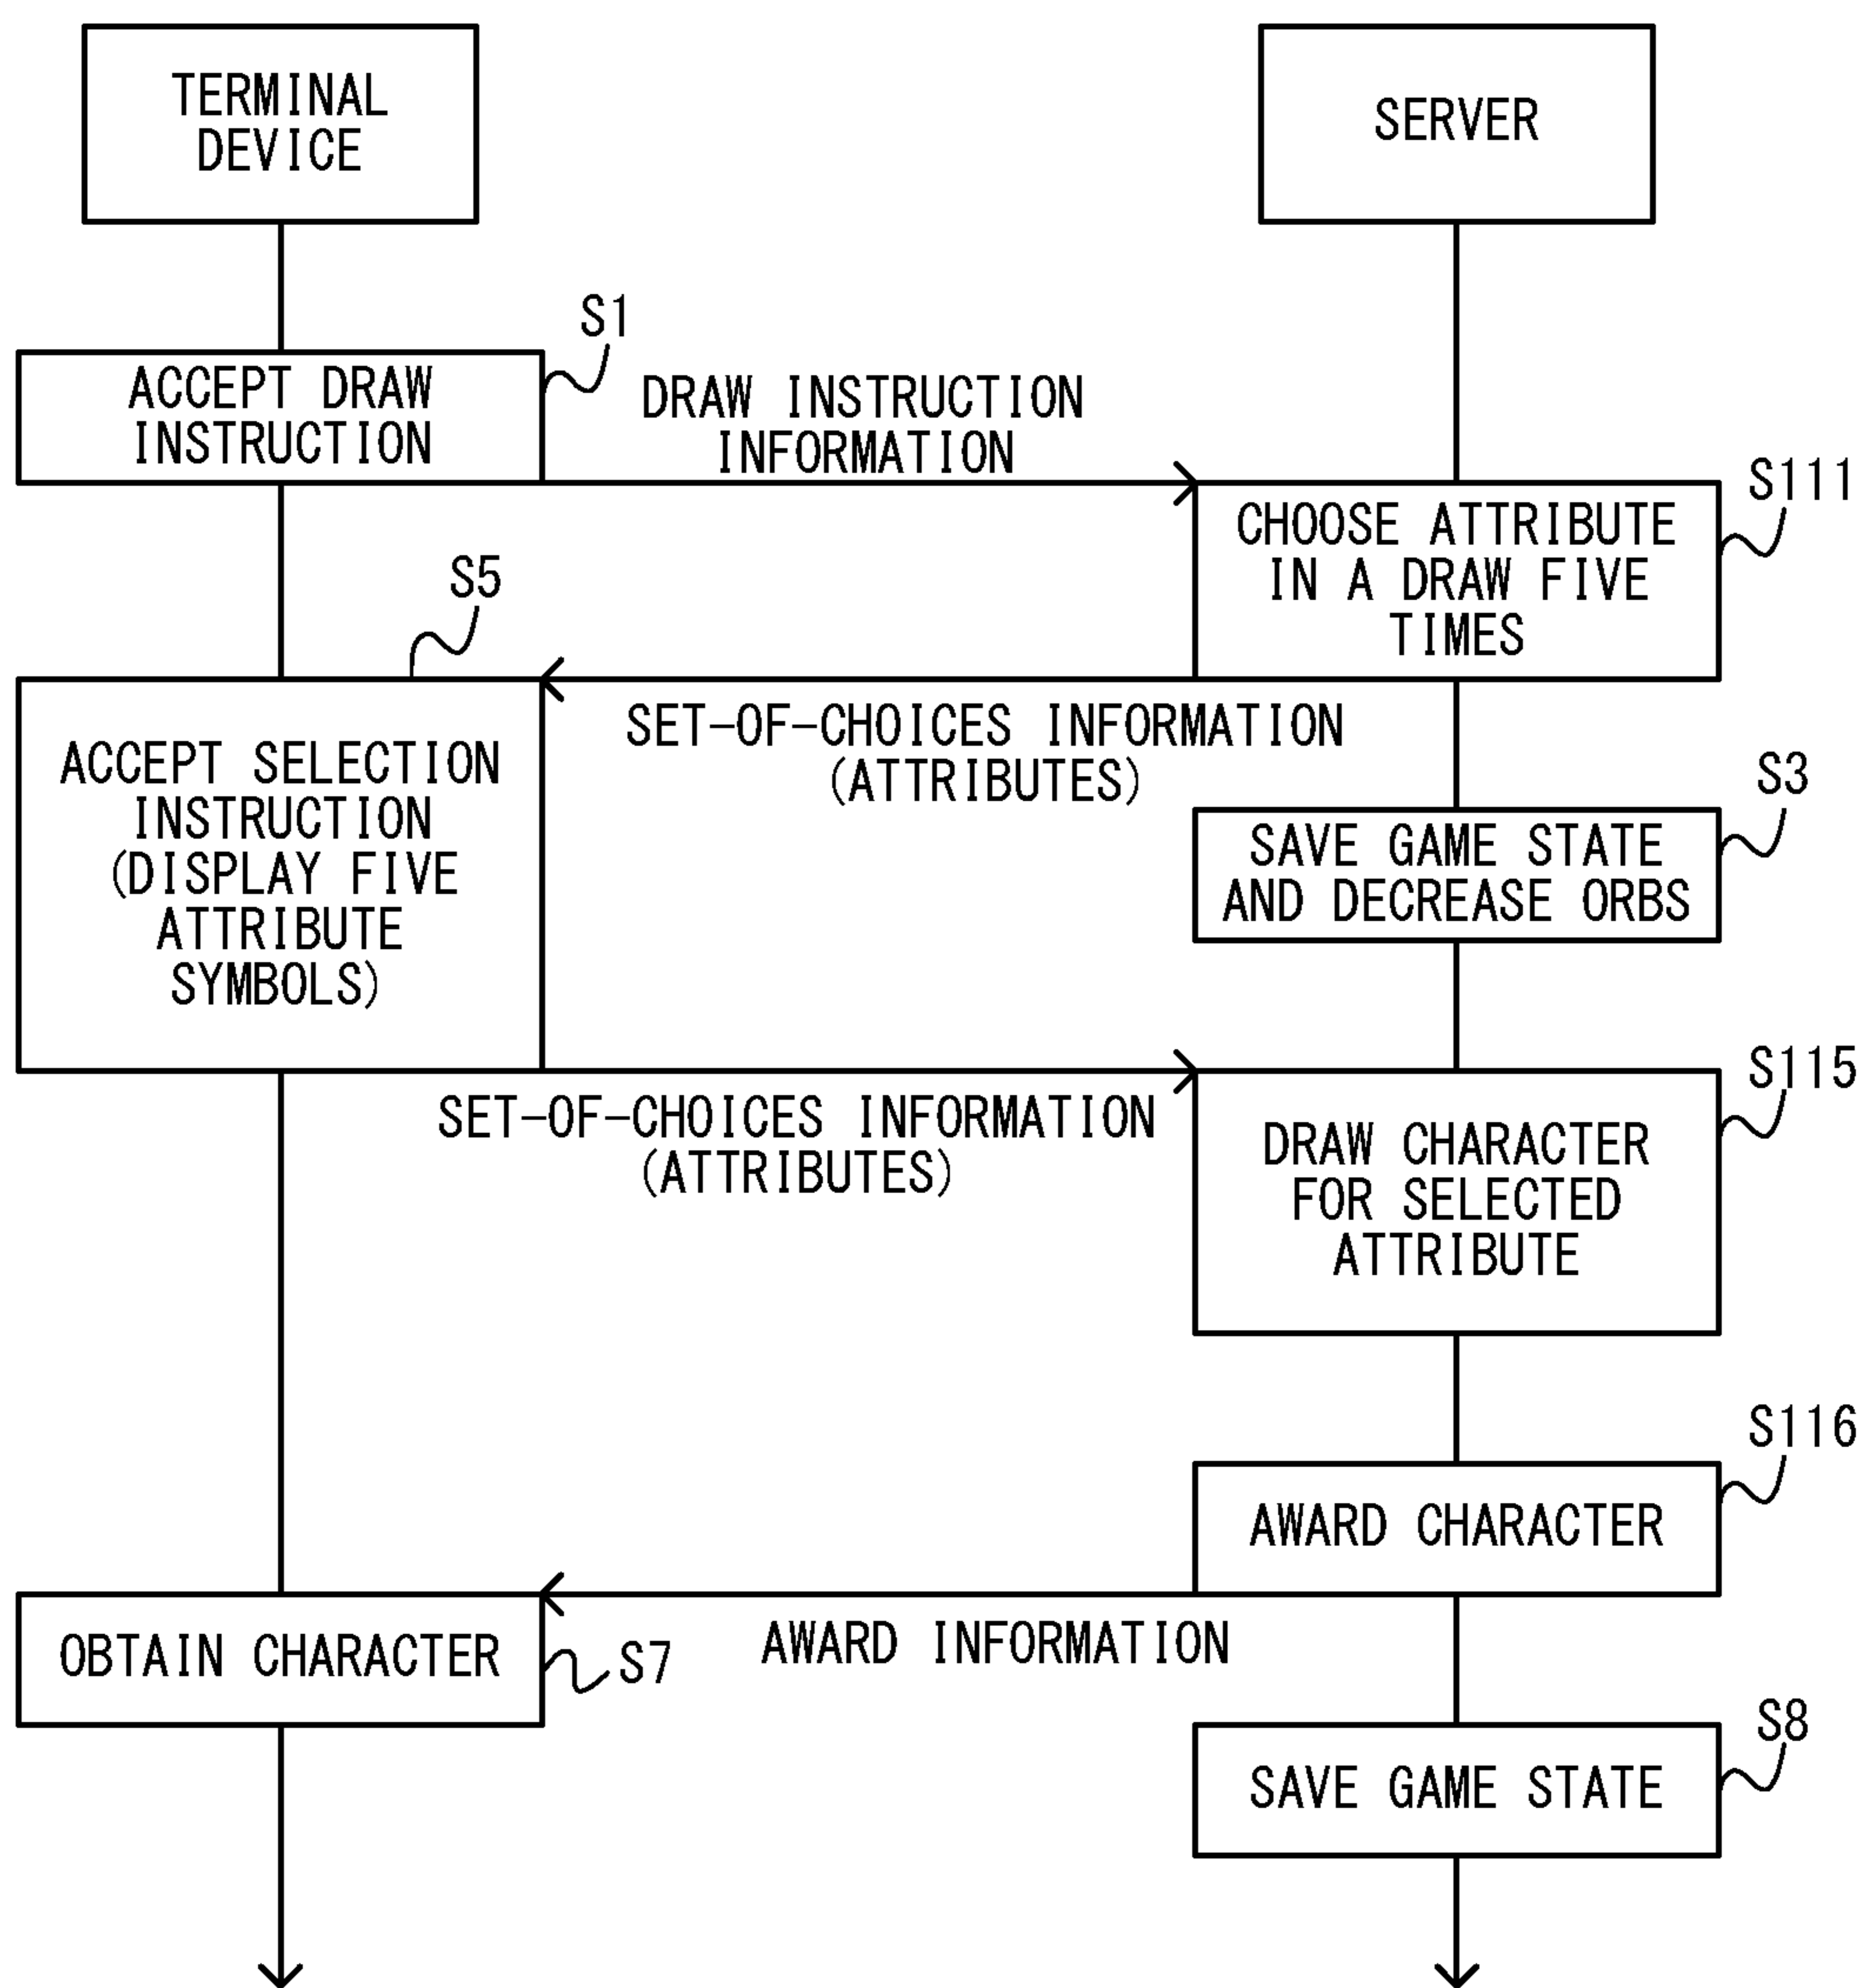 TERMINAL
DEVICE
SERVER
S1
ACCEPT DRAW
INSTRUCTION
DRAW INSTRUCTION
INFORMATION
S111
CHOOSE ATTRIBUTE
IN A DRAW FIVE
TIMES
S5
SET-OF-CHOICES INFORMATION
(ATTRIBUTES)
ACCEPT SELECTION
INSTRUCTION
(DISPLAY FIVE
ATTRIBUTE
SYMBOLS)
S3
SAVE GAME STATE
AND DECREASE ORBS
SET-OF-CHOICES INFORMATION
(ATTRIBUTES)
S115
DRAW CHARACTER
FOR SELECTED
ATTRIBUTE
S116
AWARD CHARACTER
AWARD INFORMATION
OBTAIN CHARACTER
S7
S8
SAVE GAME STATE